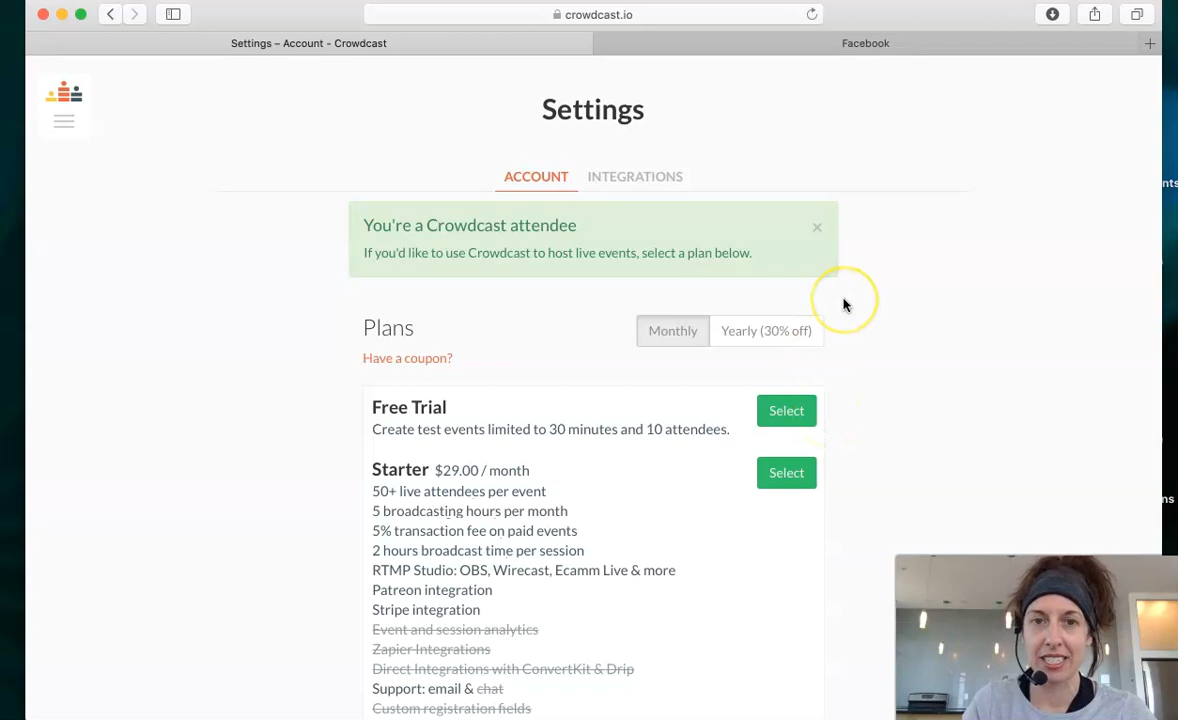 crowdcast.io
Settings – Account - Crowdcast
Facebook
Settings
ACCOUNT
INTEGRATIONS
You're a Crowdcast attendee
×
If you'd like to use Crowdcast to host live events, select a plan below.
Plans
Monthly
Yearly (30% off)
Have a coupon?
Free Trial
Select
Create test events limited to 30 minutes and 10 attendees.
Starter $29.00 / month
Select
50+ live attendees per event
5 broadcasting hours per month
5% transaction fee on paid events
2 hours broadcast time per session
RTMP Studio: OBS, Wirecast, Ecamm Live & more
Patreon integration
Stripe integration
Event and session analytics
Zapier Integrations
Direct Integrations with ConvertKit & Drip
Support: email & chat
Custom registration fields